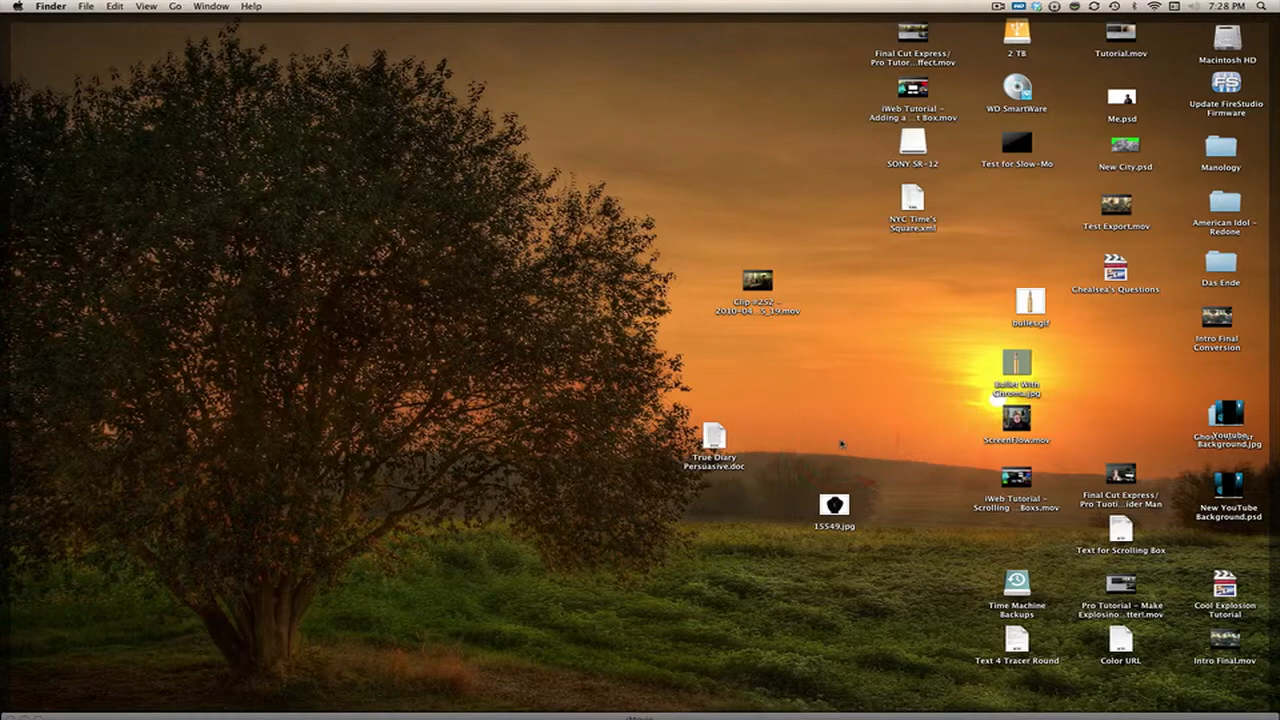 Finder File Edit View Go Window Help
7:28 PM
Final Cut Express/
Pro Tutor...ffect.mov
2 TB
Tutorial.mov
Macintosh HD
iWeb Tutorial -
Adding a ...t Box.mov
WD SmartWare
Me.psd
Update FireStudio
Firmware
SONY SR-12
Test for Slow-Mo
New City.psd
Manology
NYC Time's
Square.xml
Test Export.mov
American Idol -
Redone
Clip #252 -
2010-04...5_19.mov
bullet.gif
Chealsea's Questions
Das Ende
Bullet With
Chroma.jpg
Intro Final
Conversion
ScreenFlow.mov
Youtube
Background.jpg
True Diary
Persuasive.doc
15549.jpg
iWeb Tutorial -
Scrolling ...Boxs.mov
Final Cut Express/
Pro Tuoti...ider Man
New YouTube
Background.psd
Text for Scrolling Box
Time Machine
Backups
Pro Tutorial - Make
Explosino...tter!.mov
Cool Explosion
Tutorial
Text 4 Tracer Round
Color URL
Intro Final.mov